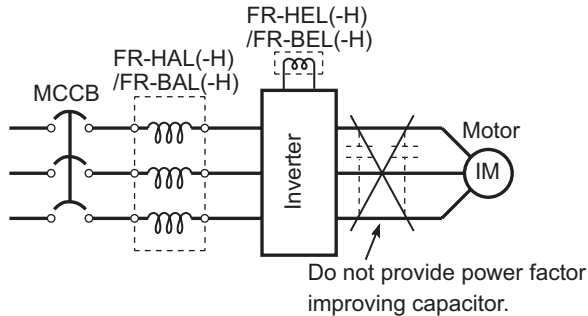 FR-HEL(-H)
/FR-BEL(-H)
FR-HAL(-H)
/FR-BAL(-H)
MCCB
Inverter
Motor
IM
Do not provide power factor
improving capacitor.